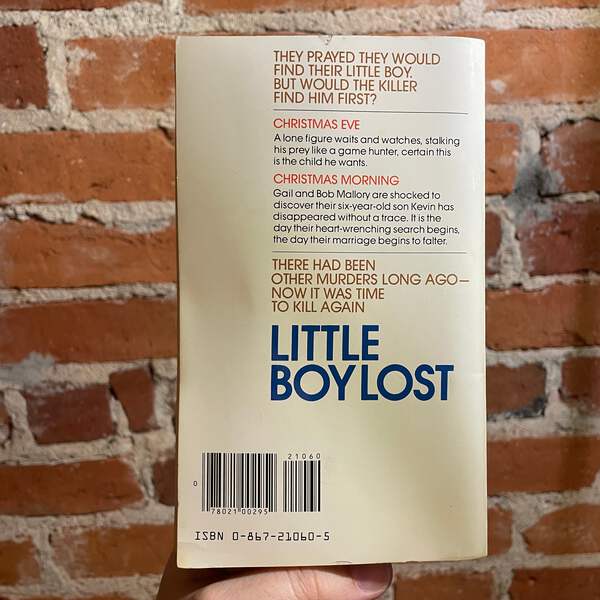 THEY PRAYED THEY WOULD
FIND THEIR LITTLE BOY.
BUT WOULD THE KILLER
FIND HIM FIRST?
CHRISTMAS EVE
A lone figure waits and watches, stalking
his prey like a game hunter, certain this
is the child he wants.
CHRISTMAS MORNING
Gail and Bob Mallory are shocked to
discover their six-year-old son Kevin has
disappeared without a trace. It is the
day their heart-wrenching search begins,
the day their marriage begins to falter.
THERE HAD BEEN
OTHER MURDERS LONG AGO—
NOW IT WAS TIME
TO KILL AGAIN
LITTLE
BOY LOST
21060
0 78021 00295
ISBN 0-867-21060-5